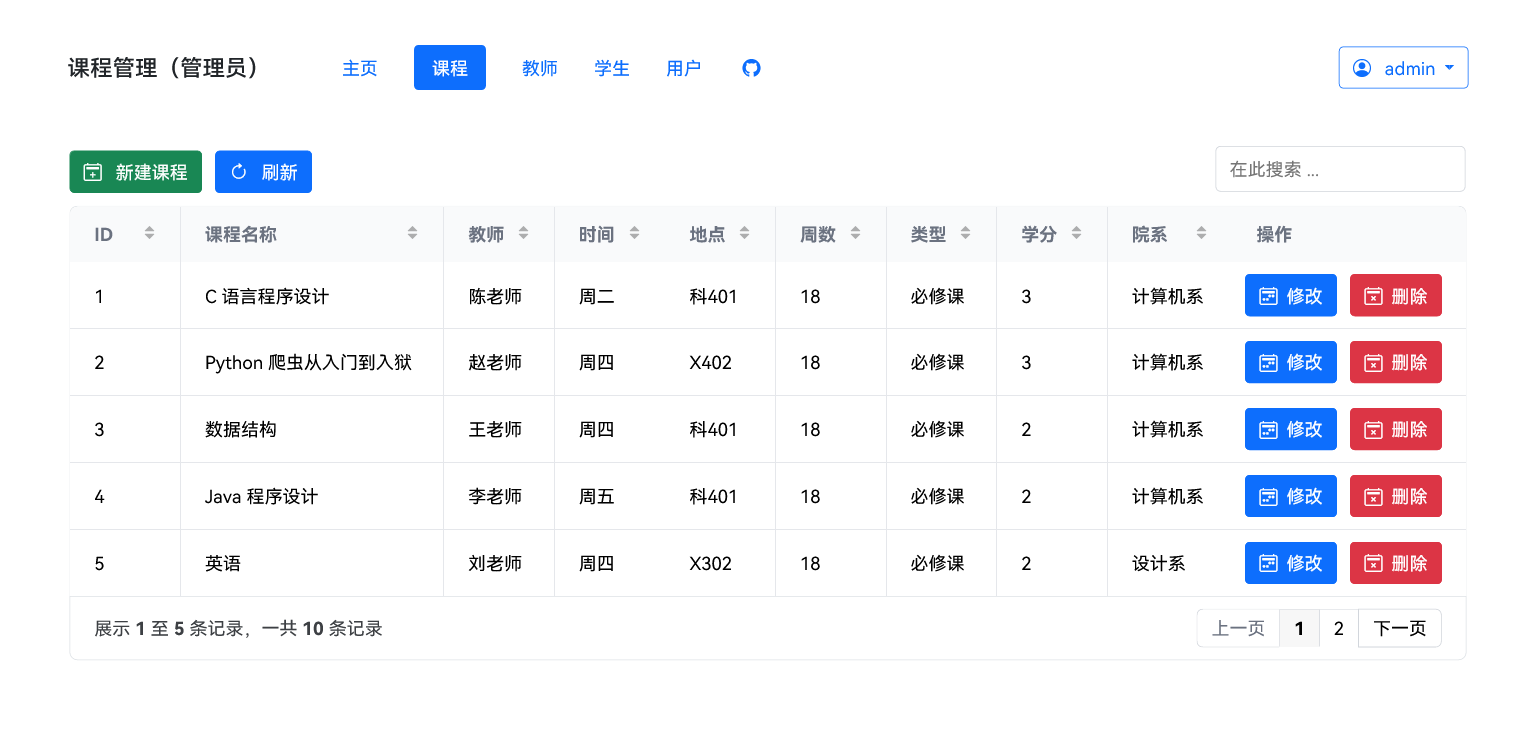 课程管理（管理员） 主页 课程 教师 学生 用户 admin
新建课程 刷新 在此搜索 ...
ID 课程名称 教师 时间 地点 周数 类型 学分 院系 操作
1 C 语言程序设计 陈老师 周二 科401 18 必修课 3 计算机系 修改 删除
2 Python 爬虫从入门到入狱 赵老师 周四 X402 18 必修课 3 计算机系 修改 删除
3 数据结构 王老师 周四 科401 18 必修课 2 计算机系 修改 删除
4 Java 程序设计 李老师 周五 科401 18 必修课 2 计算机系 修改 删除
5 英语 刘老师 周四 X302 18 必修课 2 设计系 修改 删除
展示 1 至 5 条记录，一共 10 条记录 上一页 1 2 下一页